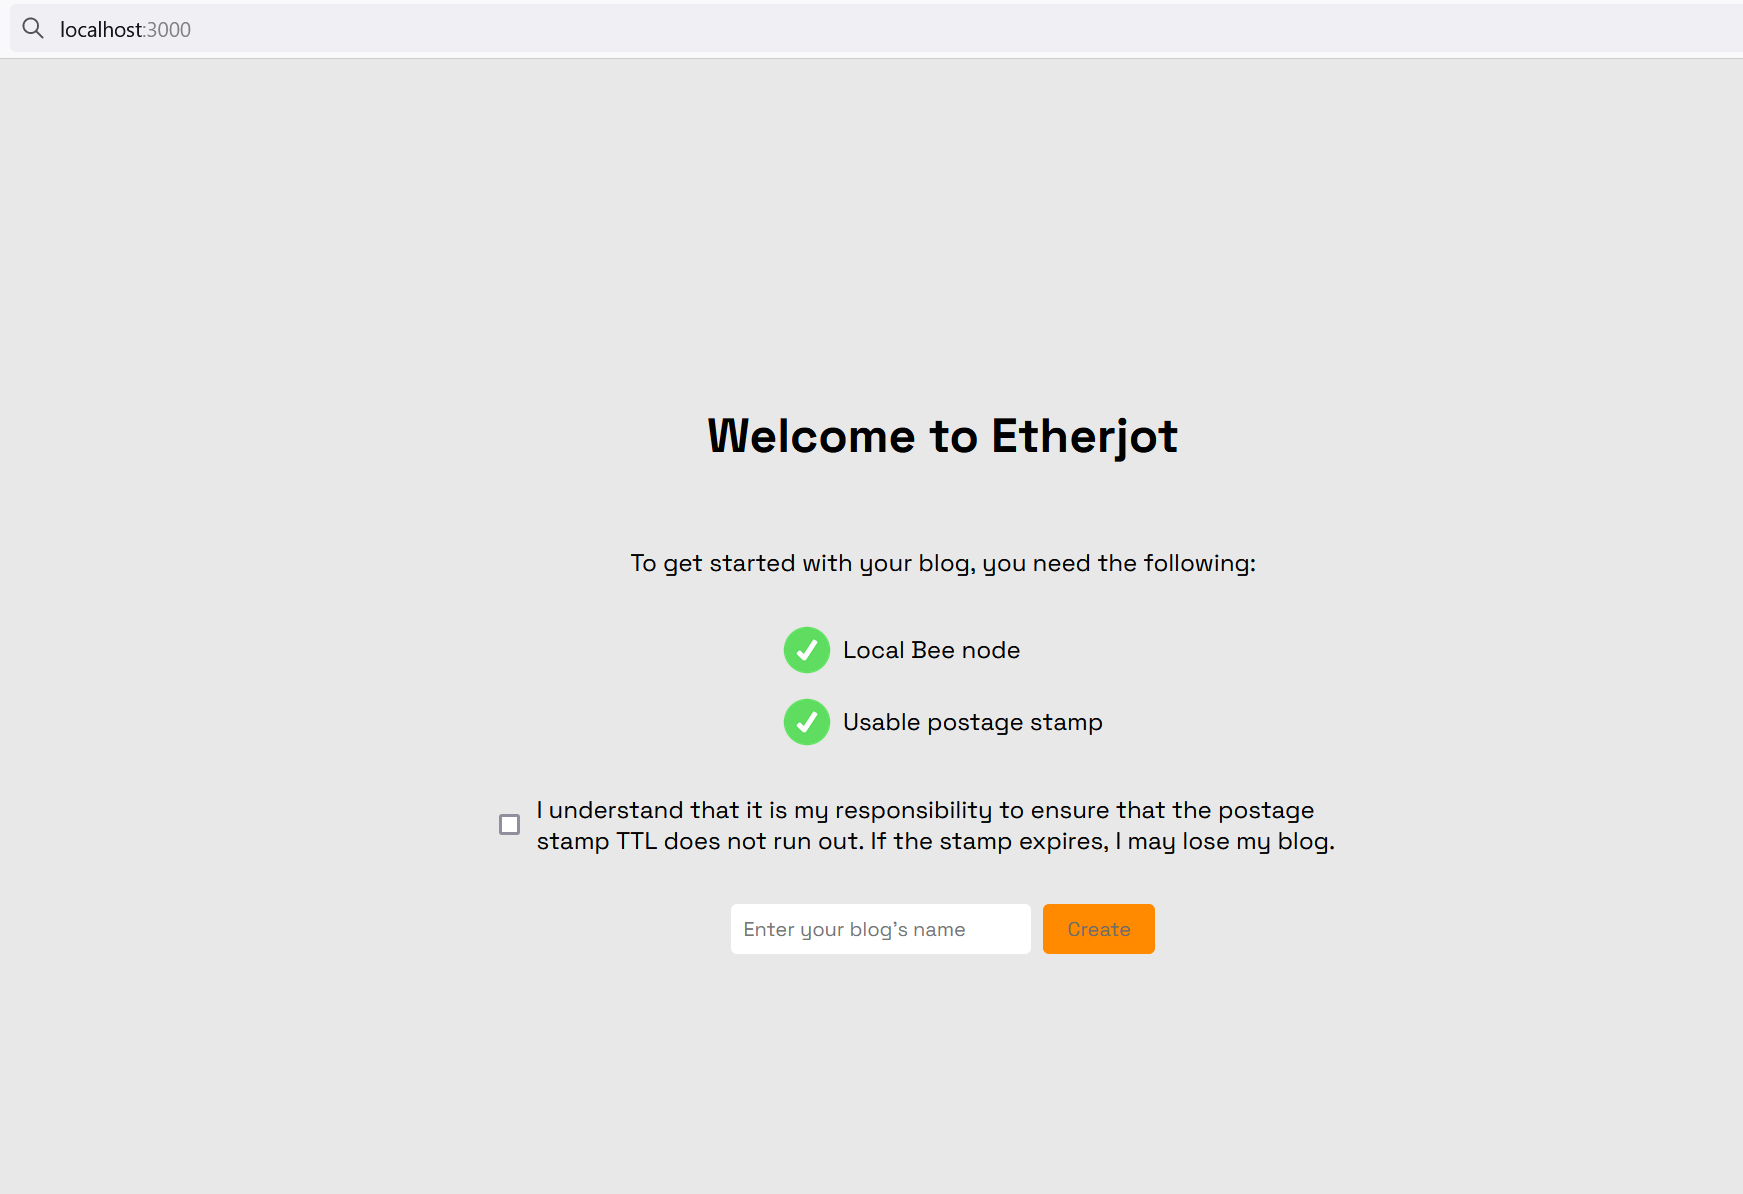 localhost:3000
Welcome to Etherjot
To get started with your blog, you need the following:
Local Bee node
Usable postage stamp
I understand that it is my responsibility to ensure that the postage
stamp TTL does not run out. If the stamp expires, I may lose my blog.
Enter your blog's name
Create